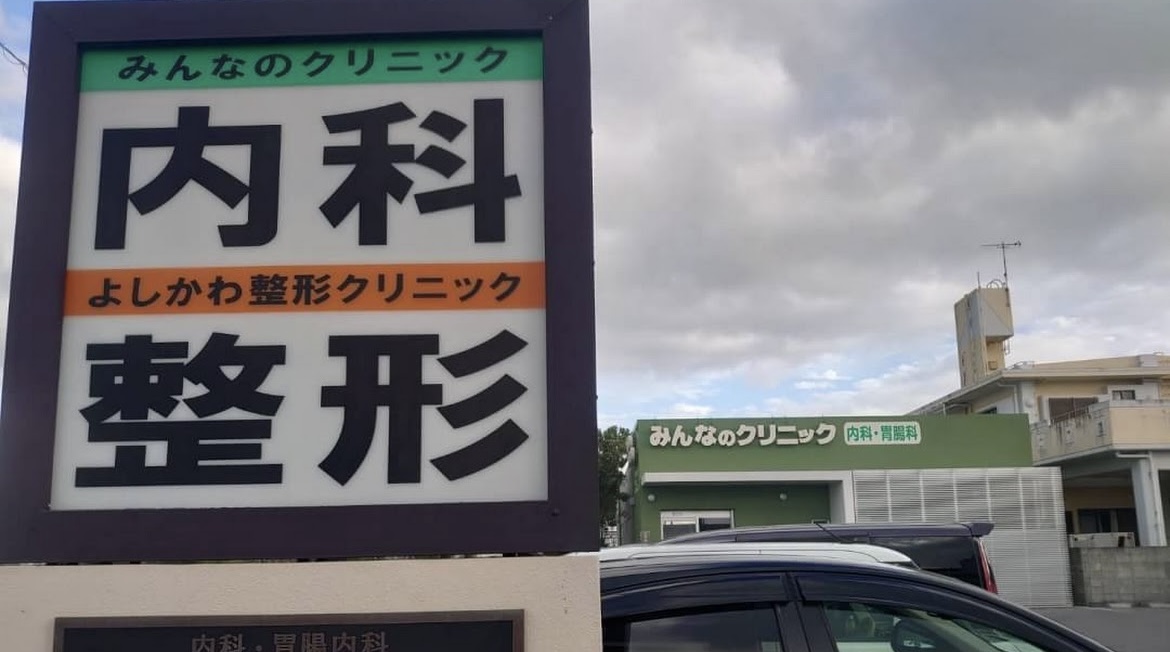 みんなのクリニック
内科
よしかわ整形クリニック
整形
内科・胃腸内科
みんなのクリニック 内科・胃腸科